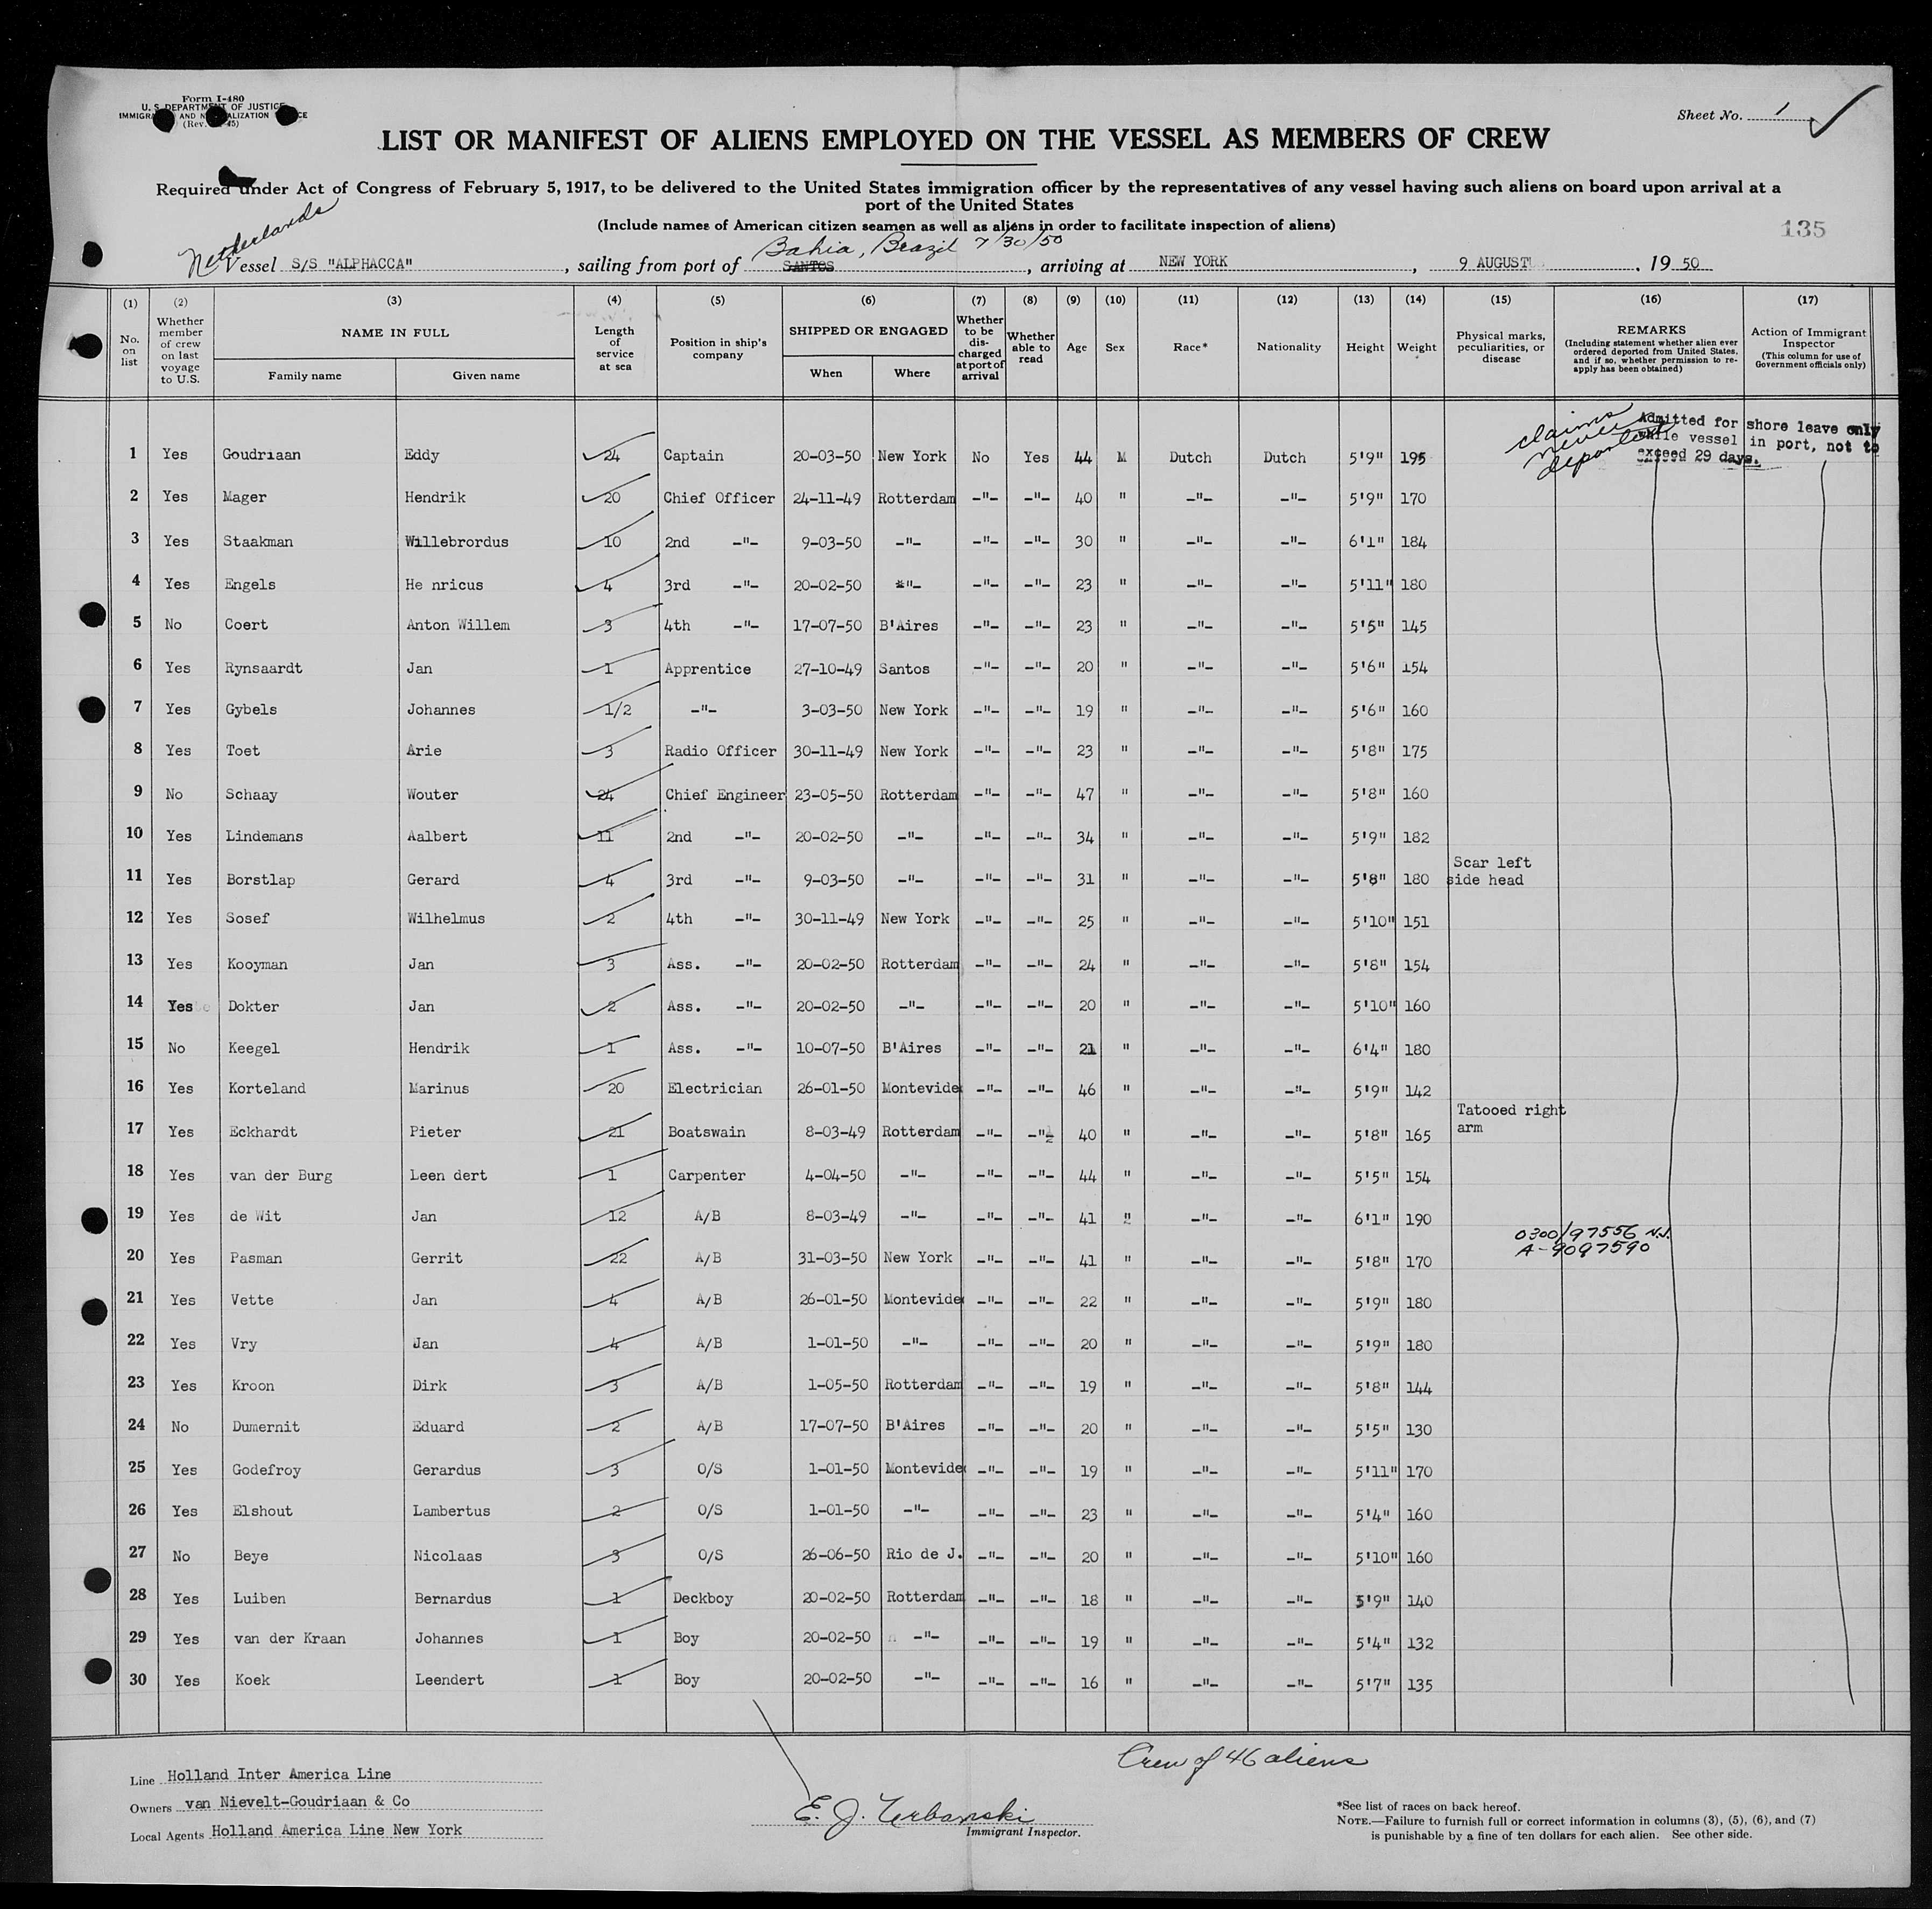 Form I-480
U. S. DEPARTMENT OF JUSTICE
IMMIGRATION AND NATURALIZATION SERVICE
(Rev. 45)
Sheet No. 1
LIST OR MANIFEST OF ALIENS EMPLOYED ON THE VESSEL AS MEMBERS OF CREW
Required under Act of Congress of February 5, 1917, to be delivered to the United States immigration officer by the representatives of any vessel having such aliens on board upon arrival at a
port of the United States
(Include names of American citizen seamen as well as aliens in order to facilitate inspection of aliens)
135
Netherlands
Bahia, Brazil 7/30/50
Vessel S/S "ALPHACCA", sailing from port of SANTOS, arriving at NEW YORK, 9 AUGUST, 19 50
(1) (2) (3) (4) (5) (6) (7) (8) (9) (10) (11) (12) (13) (14) (15) (16) (17)
No. on list
Whether member of crew on last voyage to U.S.
NAME IN FULL
Family name
Given name
Length of service at sea
Position in ship's company
SHIPPED OR ENGAGED
When
Where
Whether to be discharged at port of arrival
Whether able to read
Age
Sex
Race*
Nationality
Height
Weight
Physical marks, peculiarities, or disease
REMARKS
(Including statement whether alien ever ordered deported from United States, and if so, whether permission to re-apply has been obtained)
Action of Immigrant Inspector
(This column for use of Government officials only)
claims never deported
Admitted for shore leave only
while vessel in port, not to
exceed 29 days.
1 Yes Goudriaan Eddy 24 Captain 20-03-50 New York No Yes 44 M Dutch Dutch 5'9" 195
2 Yes Mager Hendrik 20 Chief Officer 24-11-49 Rotterdam -"- -"- 40 " -"- -"- 5'9" 170
3 Yes Staakman Willebrordus 10 2nd -"- 9-03-50 -"- -"- -"- 30 " -"- -"- 6'1" 184
4 Yes Engels He nricus 4 3rd -"- 20-02-50 *"- -"- -"- 23 " -"- -"- 5'11" 180
5 No Coert Anton Willem 3 4th -"- 17-07-50 B'Aires -"- -"- 23 " -"- -"- 5'5" 145
6 Yes Rynsaardt Jan 1 Apprentice 27-10-49 Santos -"- -"- 20 " -"- -"- 5'6" 154
7 Yes Gybels Johannes 1/2 -"- 3-03-50 New York -"- -"- 19 " -"- -"- 5'6" 160
8 Yes Toet Arie 3 Radio Officer 30-11-49 New York -"- -"- 23 " -"- -"- 5'8" 175
9 No Schaay Wouter 24 Chief Engineer 23-05-50 Rotterdam -"- -"- 47 " -"- -"- 5'8" 160
10 Yes Lindemans Aalbert 11 2nd -"- 20-02-50 -"- -"- -"- 34 " -"- -"- 5'9" 182
11 Yes Borstlap Gerard 4 3rd -"- 9-03-50 -"- -"- -"- 31 " -"- -"- 5'8" 180 Scar left side head
12 Yes Sosef Wilhelmus 2 4th -"- 30-11-49 New York -"- -"- 25 " -"- -"- 5'10" 151
13 Yes Kooyman Jan 3 Ass. -"- 20-02-50 Rotterdam -"- -"- 24 " -"- -"- 5'8" 154
14 Yes Dokter Jan 2 Ass. -"- 20-02-50 -"- -"- -"- 20 " -"- -"- 5'10" 160
15 No Keegel Hendrik 1 Ass. -"- 10-07-50 B'Aires -"- -"- 21 " -"- -"- 6'4" 180
16 Yes Korteland Marinus 20 Electrician 26-01-50 Montevide -"- -"- 46 " -"- -"- 5'9" 142
17 Yes Eckhardt Pieter 21 Boatswain 8-03-49 Rotterdam -"- -"- 40 " -"- -"- 5'8" 165 Tatooed right arm
18 Yes van der Burg Leen dert 1 Carpenter 4-04-50 -"- -"- -"- 44 " -"- -"- 5'5" 154
19 Yes de Wit Jan 12 A/B 8-03-49 -"- -"- -"- 41 " -"- -"- 6'1" 190
0300/97556 N.J.
A-9097590
20 Yes Pasman Gerrit 22 A/B 31-03-50 New York -"- -"- 41 " -"- -"- 5'8" 170
21 Yes Vette Jan 4 A/B 26-01-50 Montevide -"- -"- 22 " -"- -"- 5'9" 180
22 Yes Vry Jan 4 A/B 1-01-50 -"- -"- -"- 20 " -"- -"- 5'9" 180
23 Yes Kroon Dirk 3 A/B 1-05-50 Rotterdam -"- -"- 19 " -"- -"- 5'8" 144
24 No Dumernit Eduard 2 A/B 17-07-50 B'Aires -"- -"- 20 " -"- -"- 5'5" 130
25 Yes Godefroy Gerardus 3 O/S 1-01-50 Montevide -"- -"- 19 " -"- -"- 5'11" 170
26 Yes Elshout Lambertus 2 O/S 1-01-50 -"- -"- -"- 23 " -"- -"- 5'4" 160
27 No Beye Nicolaas 3 O/S 26-06-50 Rio de J. -"- -"- 20 " -"- -"- 5'10" 160
28 Yes Luiben Bernardus 1 Deckboy 20-02-50 Rotterdam -"- -"- 18 " -"- -"- 5'9" 140
29 Yes van der Kraan Johannes 1 Boy 20-02-50 -"- -"- -"- 19 " -"- -"- 5'4" 132
30 Yes Koek Leendert 1 Boy 20-02-50 -"- -"- -"- 16 " -"- -"- 5'7" 135
Crew of 46 aliens
Line Holland Inter America Line
Owners van Nievelt-Goudriaan & Co
Local Agents Holland America Line New York
E. J. Urbanski
Immigrant Inspector.
*See list of races on back hereof.
NOTE.—Failure to furnish full or correct information in columns (3), (5), (6), and (7)
is punishable by a fine of ten dollars for each alien. See other side.